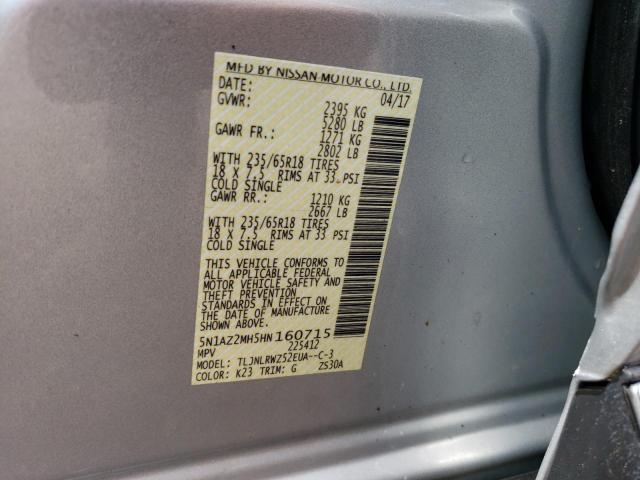 MFD BY NISSAN MOTOR CO., LTD.
DATE: 04/17
GVWR: 2395 KG
5280 LB
GAWR FR.: 1271 KG
2802 LB
WITH 235/65R18 TIRES
18 X 7.5 RIMS AT 33 PSI
COLD SINGLE
GAWR RR.: 1210 KG
2667 LB
WITH 235/65R18 TIRES
18 X 7.5 RIMS AT 33 PSI
COLD SINGLE
THIS VEHICLE CONFORMS TO
ALL APPLICABLE FEDERAL
MOTOR VEHICLE SAFETY AND
THEFT PREVENTION
STANDARDS IN EFFECT ON
THE DATE OF MANUFACTURE
SHOWN ABOVE.
5N1AZ2MH5HN160715
MPV 225412
MODEL: TLJNLRWZ52EUA--C-3
COLOR: K23 TRIM: G ZS30A